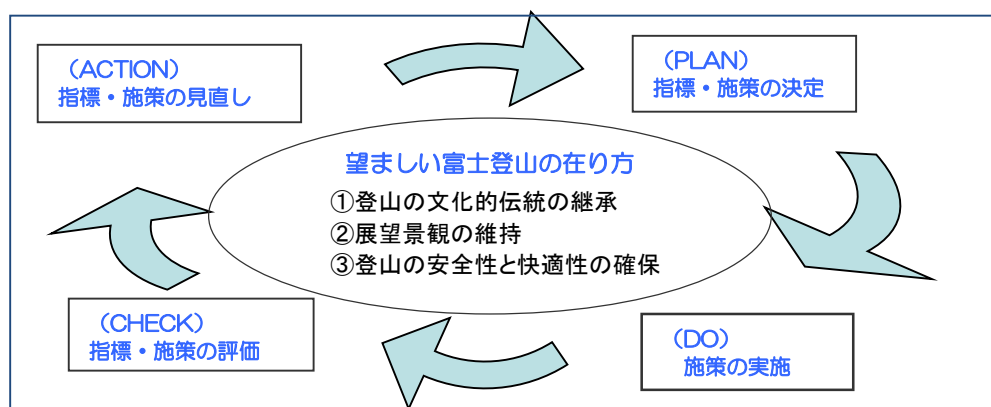 （ACTION）
指標・施策の見直し
（PLAN）
指標・施策の決定
望ましい富士登山の在り方
①登山の文化的伝統の継承
②展望景観の維持
③登山の安全性と快適性の確保
（CHECK）
指標・施策の評価
（DO）
施策の実施